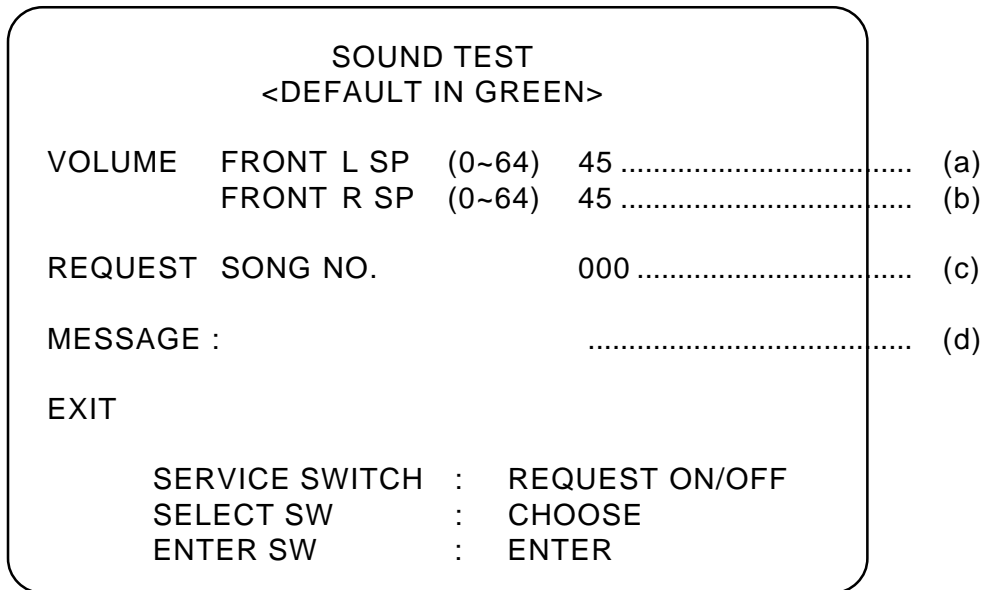 SOUND TEST
<DEFAULT IN GREEN>
VOLUME FRONT L SP (0~64) 45 .................................... (a)
FRONT R SP (0~64) 45 .................................... (b)
REQUEST SONG NO. 000 .................................. (c)
MESSAGE : ........................................ (d)
EXIT
SERVICE SWITCH : REQUEST ON/OFF
SELECT SW : CHOOSE
ENTER SW : ENTER